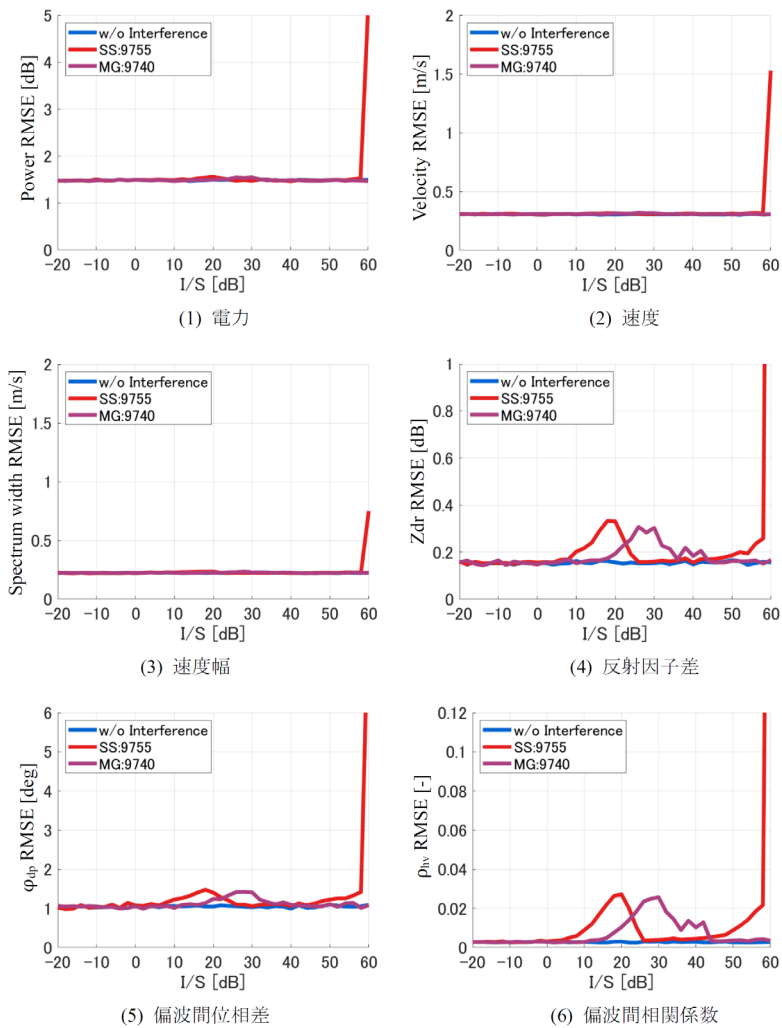 w/o Interference
SS:9755
MG:9740
Power RMSE [dB]
5
4
3
2
1
0
-20 -10 0 10 20 30 40 50 60
I/S [dB]
(1) 電力
w/o Interference
SS:9755
MG:9740
Velocity RMSE [m/s]
2
1.5
1
0.5
0
-20 -10 0 10 20 30 40 50 60
I/S [dB]
(2) 速度
w/o Interference
SS:9755
MG:9740
Spectrum width RMSE [m/s]
2
1.5
1
0.5
0
-20 -10 0 10 20 30 40 50 60
I/S [dB]
(3) 速度幅
w/o Interference
SS:9755
MG:9740
Zdr RMSE [dB]
1
0.8
0.6
0.4
0.2
0
-20 -10 0 10 20 30 40 50 60
I/S [dB]
(4) 反射因子差
w/o Interference
SS:9755
MG:9740
φdp RMSE [deg]
6
5
4
3
2
1
0
-20 -10 0 10 20 30 40 50 60
I/S [dB]
(5) 偏波間位相差
w/o Interference
SS:9755
MG:9740
ρhv RMSE [-]
0.12
0.1
0.08
0.06
0.04
0.02
0
-20 -10 0 10 20 30 40 50 60
I/S [dB]
(6) 偏波間相関係数